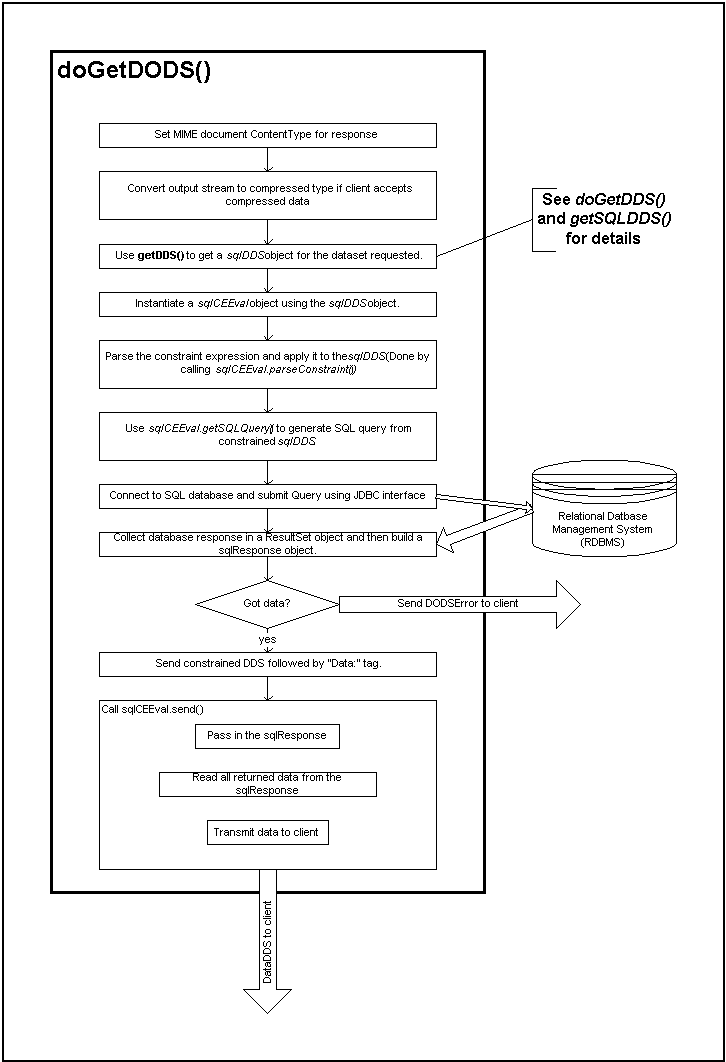 doGetDODS()
Set MIME document ContentType for response
Convert output stream to compressed type if client accepts
compressed data
See doGetDDS()
and getSQLDDS()
for details
Use getDDS() to get a sqlDDSobject for the dataset requested.
Instantiate a sqlCEEvalobject using the sqlDDSobject.
Parse the constraint expression and apply it to thesqlDDS(Done by
calling sqlCEEval.parseConstraint())
Use sqlCEEval.getSQLQuery() to generate SQL query from
constrained sqlDDS.
Connect to SQL database and submit Query using JDBC interface
Relational Datbase
Management System
(RDBMS)
Collect database response in a ResultSet object and then build a
sqlResponse object.
Got data?
Send DODSError to client
yes
Send constrained DDS followed by "Data:" tag.
Call sqlCEEval.send()
Pass in the sqlResponse
Read all returned data from the
sqlResponse
Transmit data to client
DataDDS to client